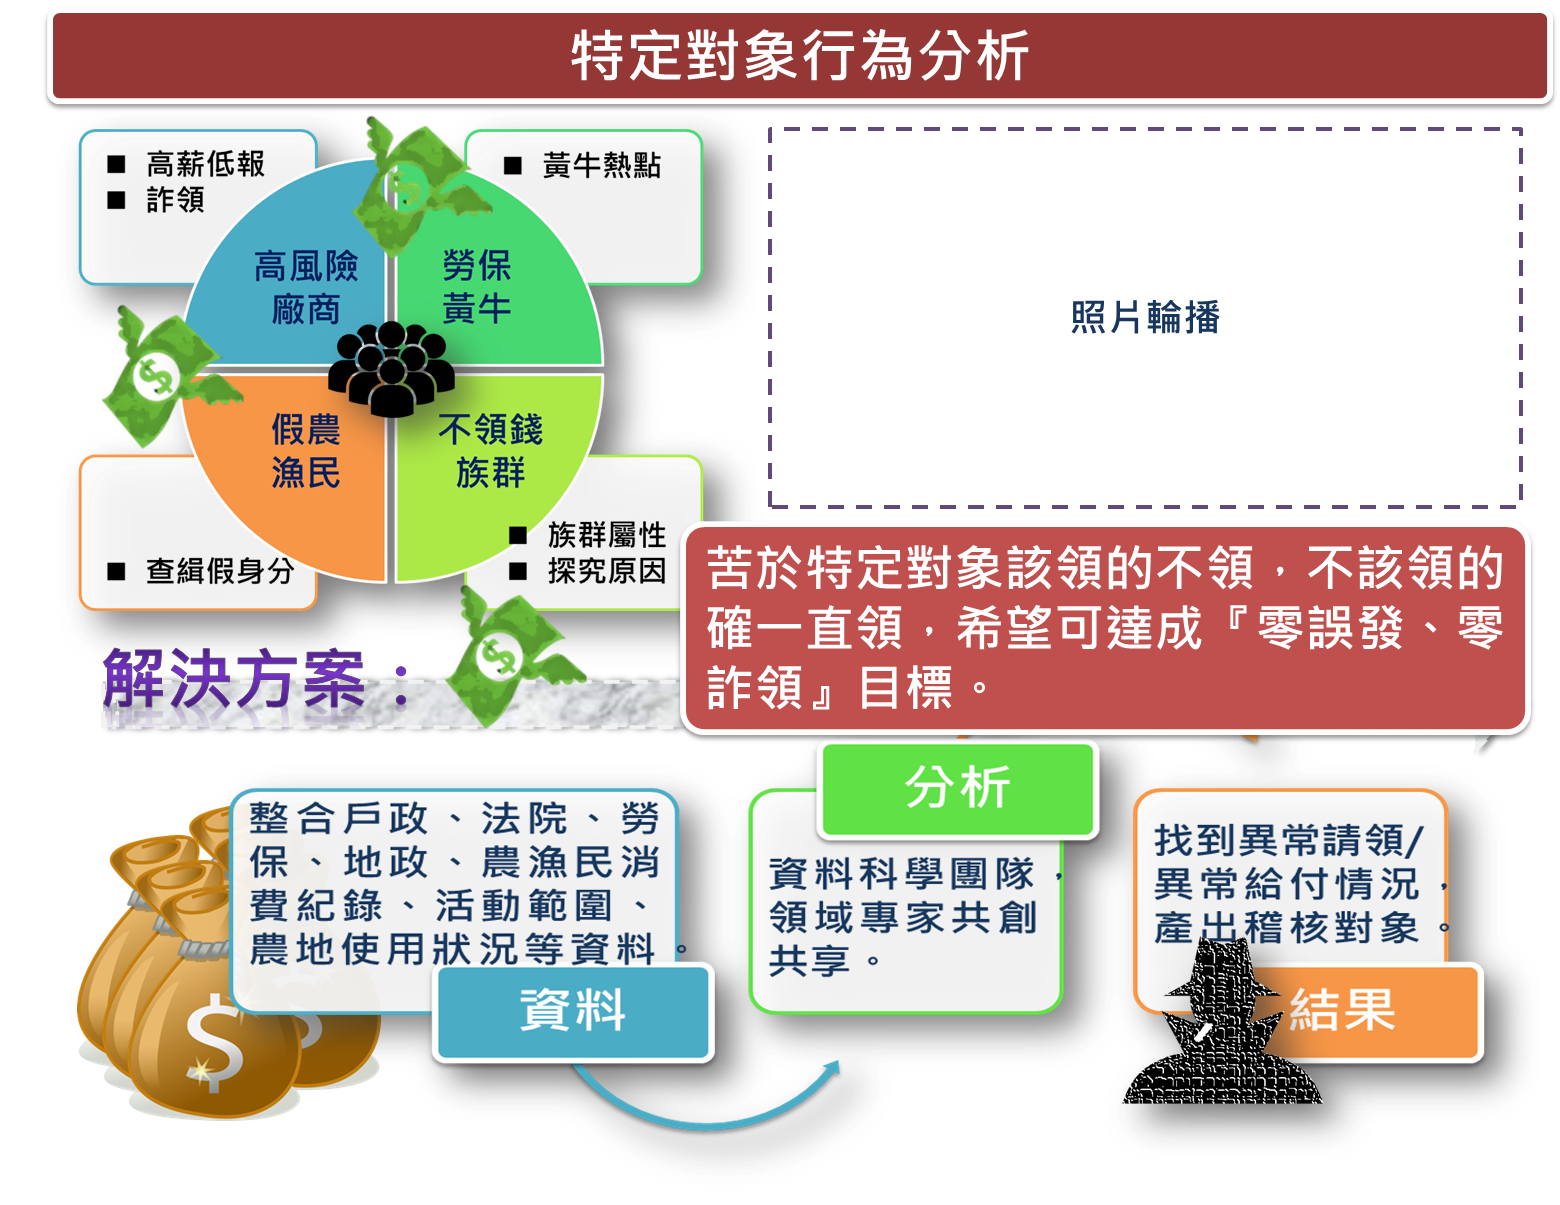 特定對象行為分析
■ 高薪低報
■ 詐領
■ 黃牛熱點
高風險
廠商
勞保
黃牛
假農
漁民
不領錢
族群
■ 查緝假身分
■ 族群屬性
■ 探究原因
照片輪播
苦於特定對象該領的不領，不該領的
確一直領，希望可達成『零誤發、零
詐領』目標。
解決方案：
整合戶政、法院、勞
保、地政、農漁民消
費紀錄、活動範圍、
農地使用狀況等資料。
資料
分析
資料科學團隊，
領域專家共創
共享。
找到異常請領/
異常給付情況，
產出稽核對象。
結果